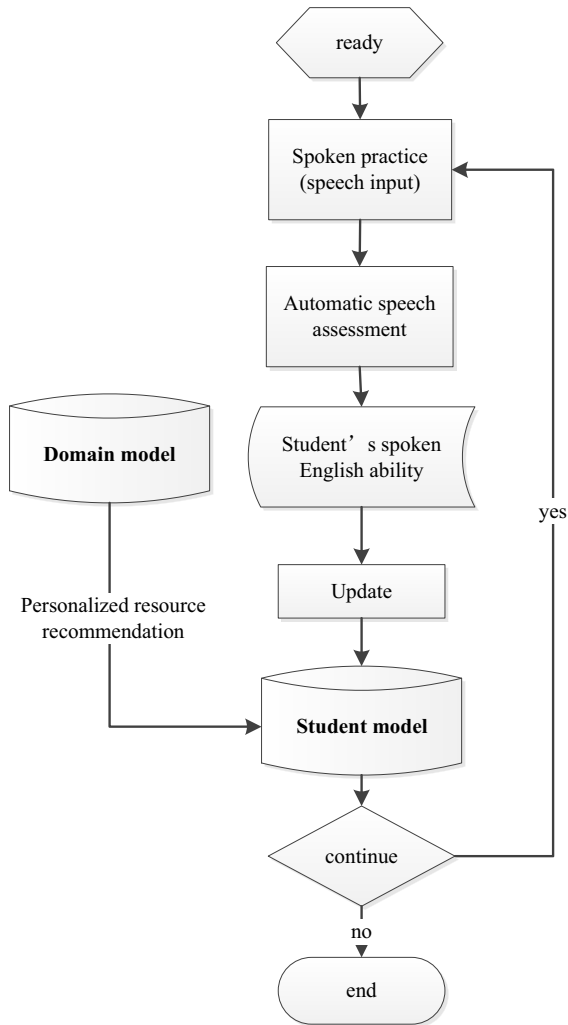 ready
Spoken practice
(speech input)
Automatic speech
assessment
Student’s spoken
English ability
Domain model
yes
Update
Personalized resource
recommendation
Student model
continue
no
end